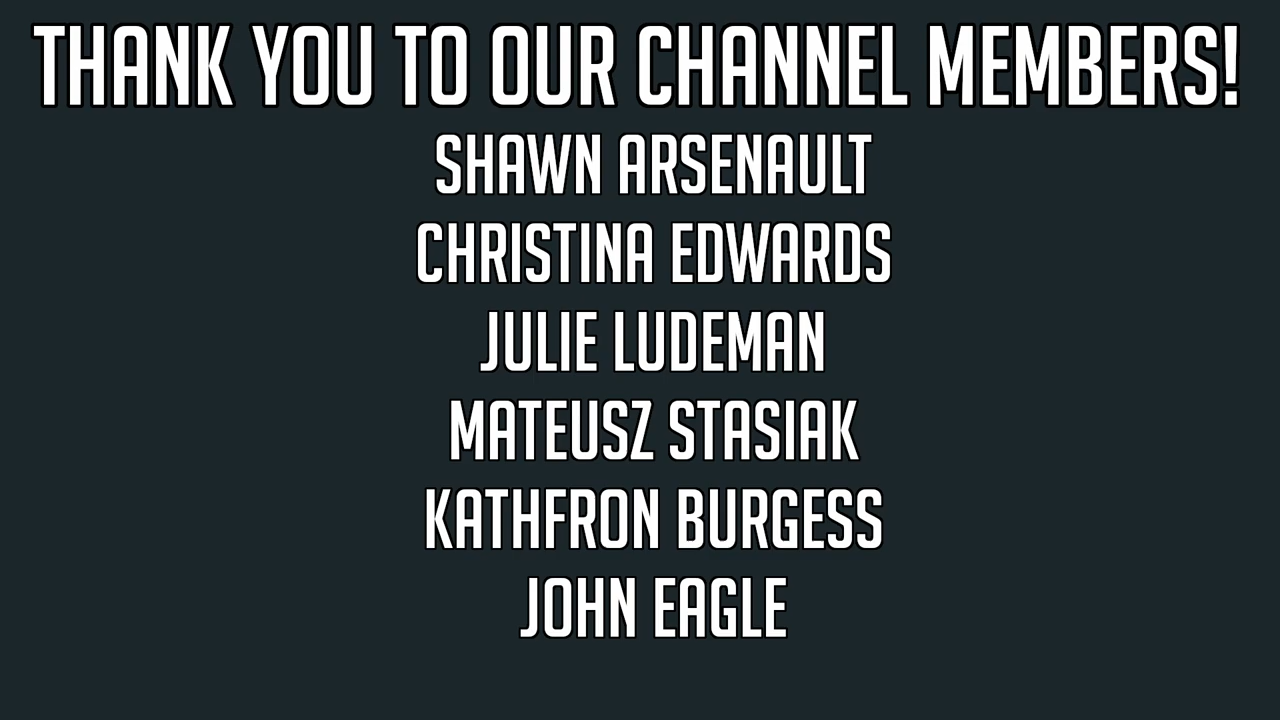 THANK YOU TO OUR CHANNEL MEMBERS!
SHAWN ARSENAULT
CHRISTINA EDWARDS
JULIE LUDEMAN
MATEUSZ STASIAK
KATHFRON BURGESS
JOHN EAGLE